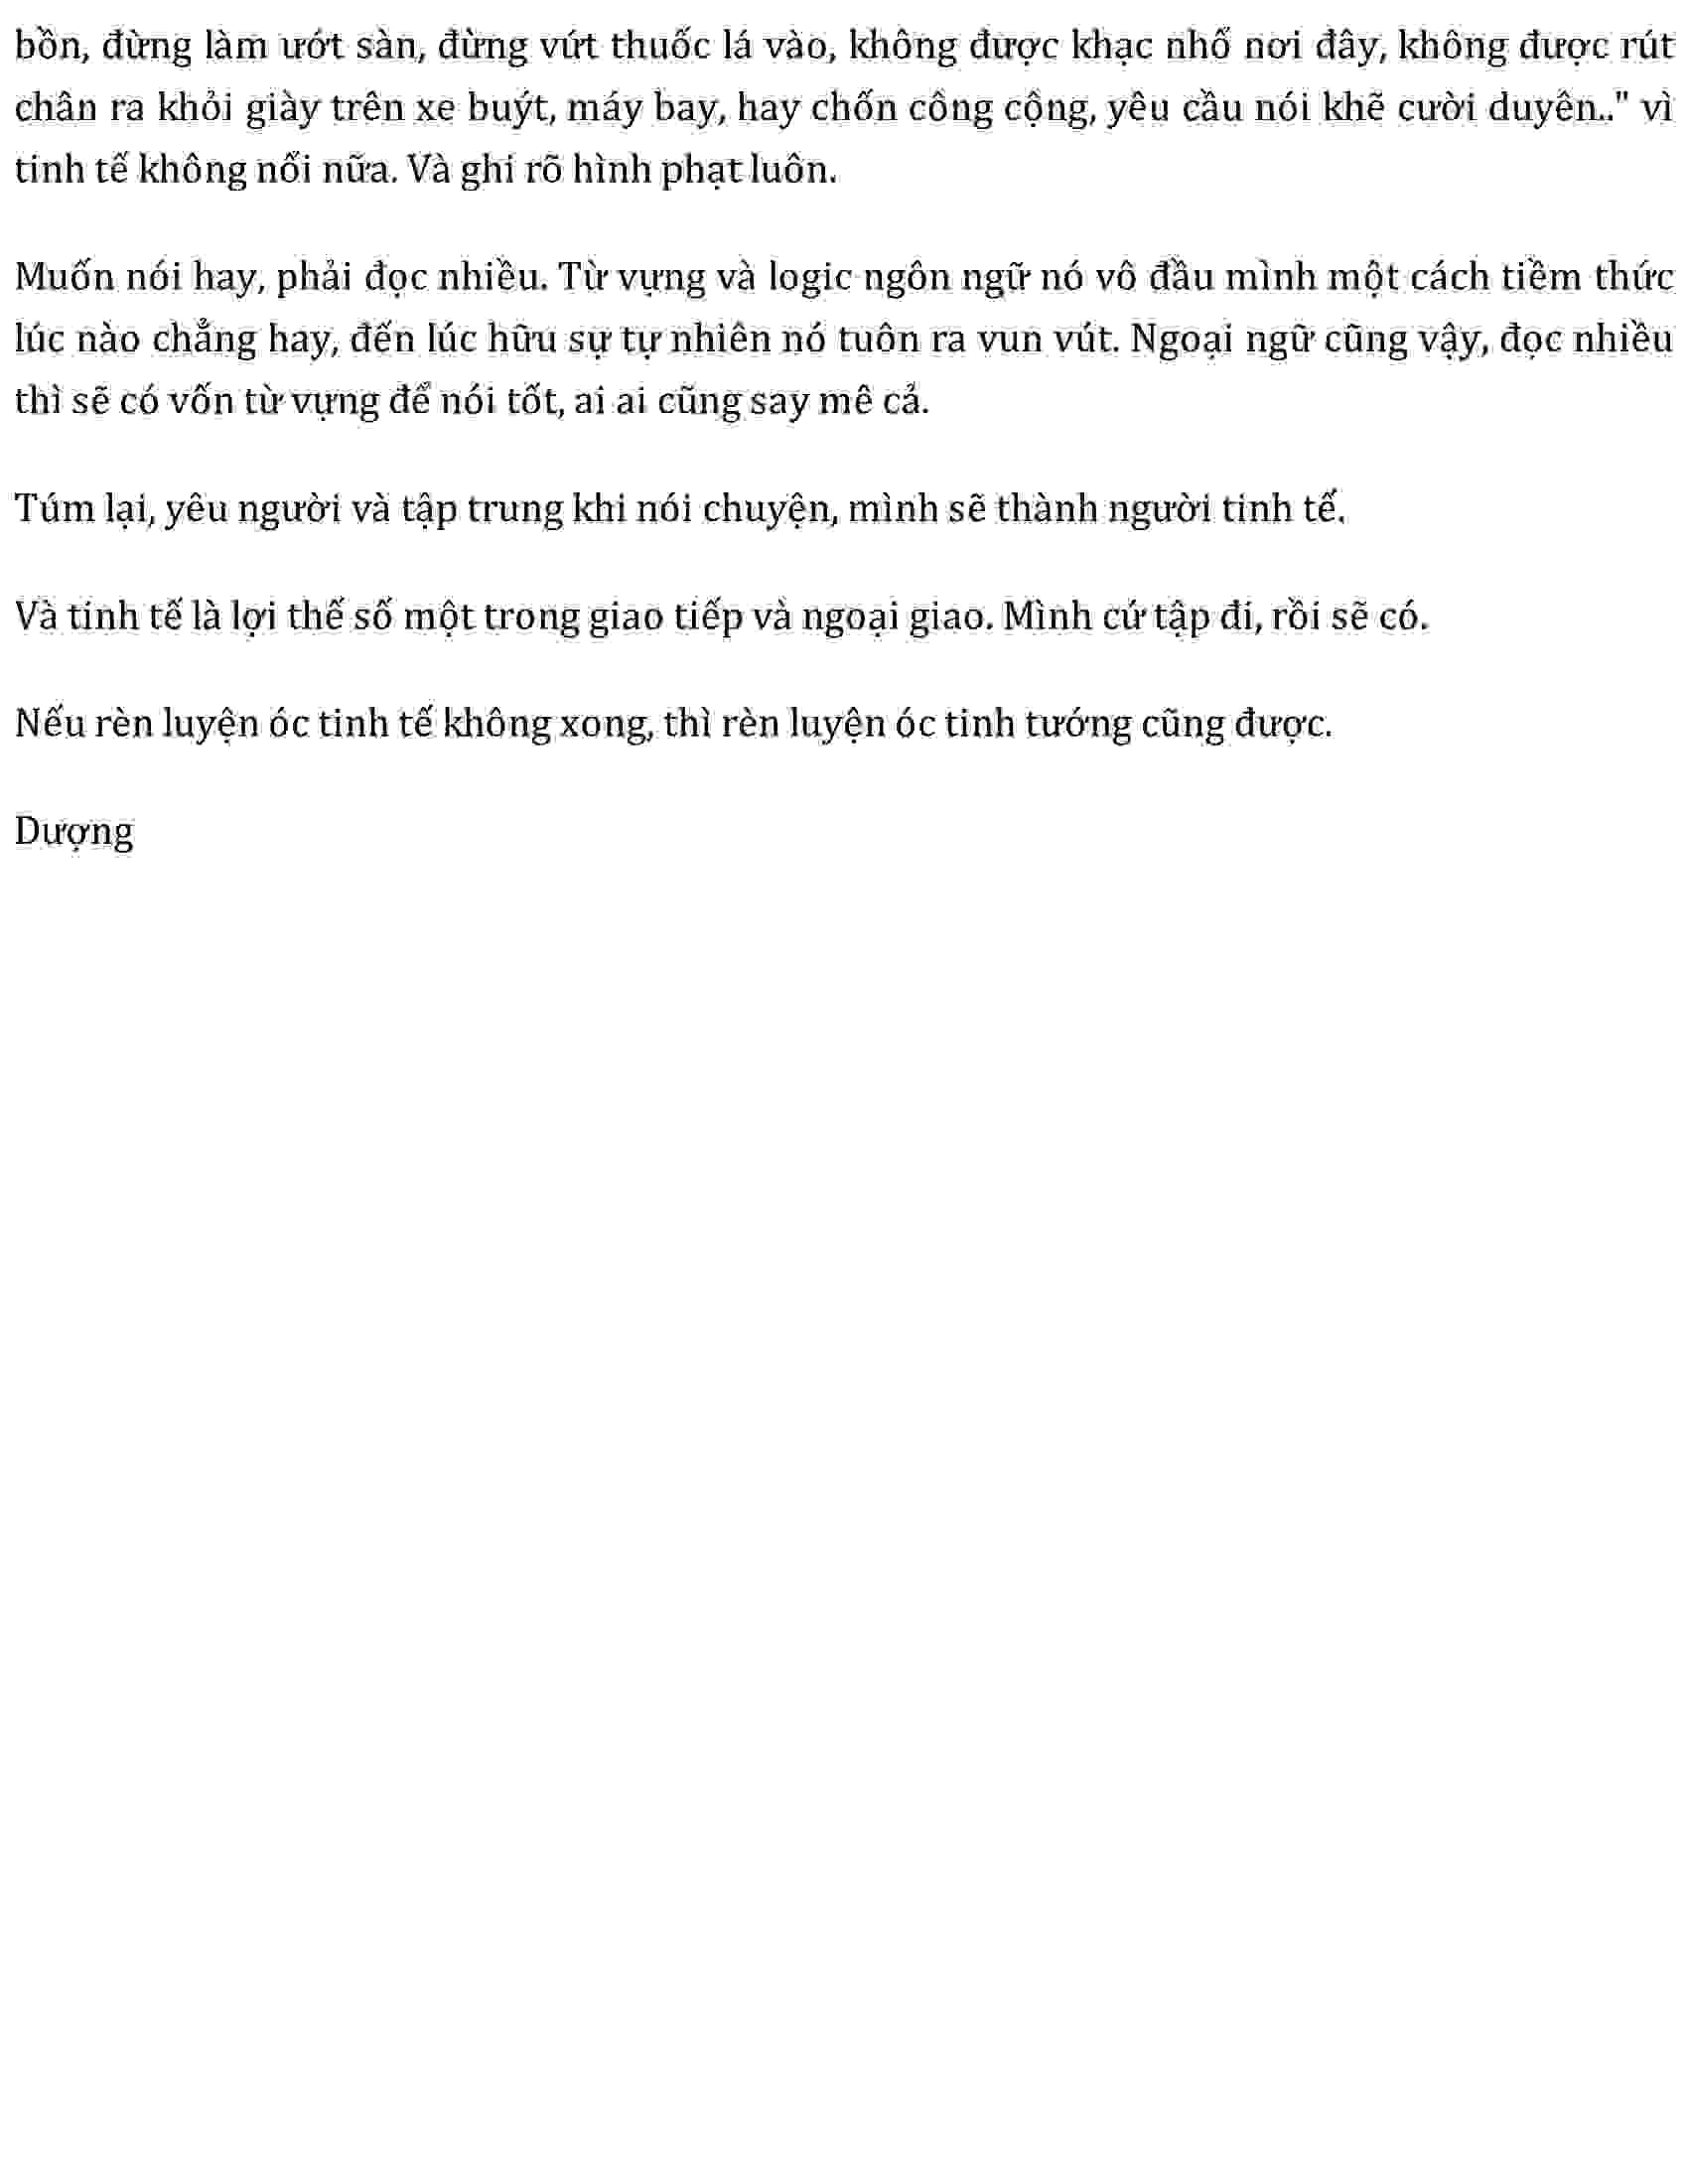 bồn, đừng làm ướt sàn, đừng vứt thuốc lá vào, không được khạc nhổ nơi đây, không được rút
chân ra khỏi giày trên xe buýt, máy bay, hay chốn công cộng, yêu cầu nói khẽ cười duyên.." vì
tinh tế không nổi nữa. Và ghi rõ hình phạt luôn.
Muốn nói hay, phải đọc nhiều. Từ vựng và logic ngôn ngữ nó vô đầu mình một cách tiềm thức
lúc nào chẳng hay, đến lúc hữu sự tự nhiên nó tuôn ra vun vút. Ngoại ngữ cũng vậy, đọc nhiều
thì sẽ có vốn từ vựng để nói tốt, ai ai cũng say mê cả.
Túm lại, yêu người và tập trung khi nói chuyện, mình sẽ thành người tinh tế.
Và tinh tế là lợi thế số một trong giao tiếp và ngoại giao. Mình cứ tập đi, rồi sẽ có.
Nếu rèn luyện óc tinh tế không xong, thì rèn luyện óc tinh tướng cũng được.
Dượng